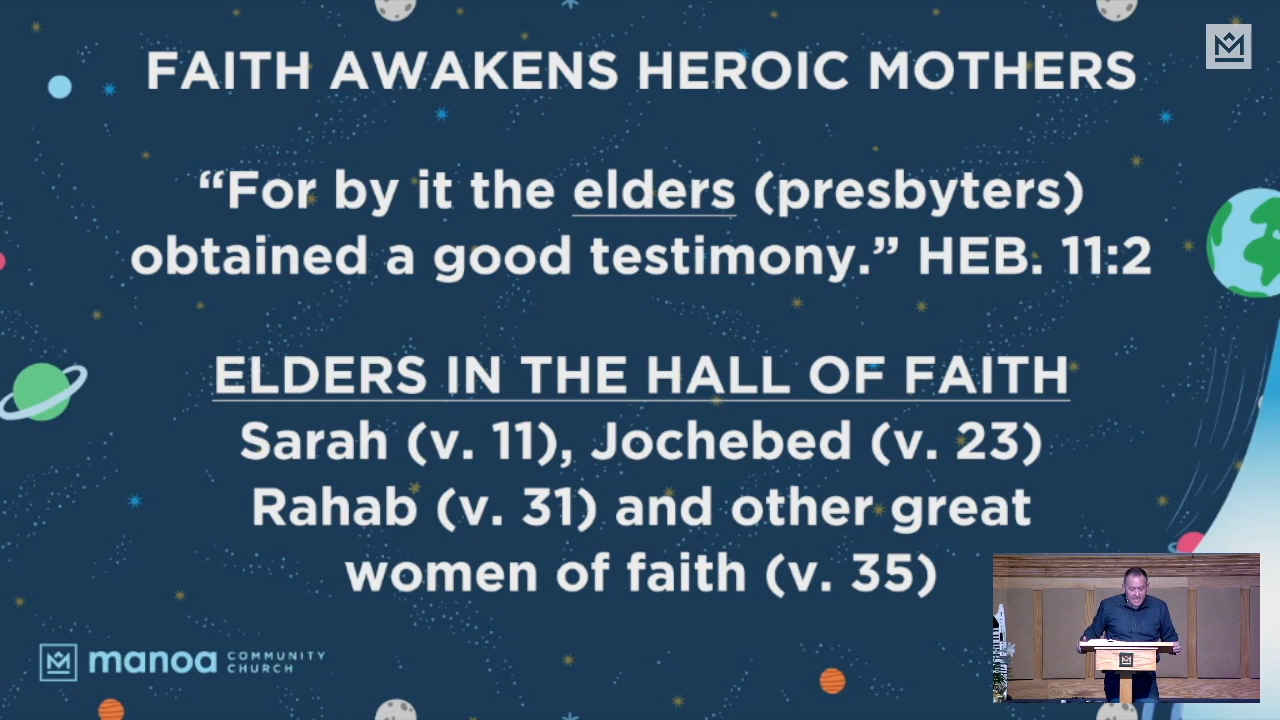 FAITH AWAKENS HEROIC MOTHERS
“For by it the elders (presbyters)
obtained a good testimony.” HEB. 11:2
ELDERS IN THE HALL OF FAITH
Sarah (v. 11), Jochebed (v. 23)
Rahab (v. 31) and other great
women of faith (v. 35)
manoa COMMUNITY
CHURCH